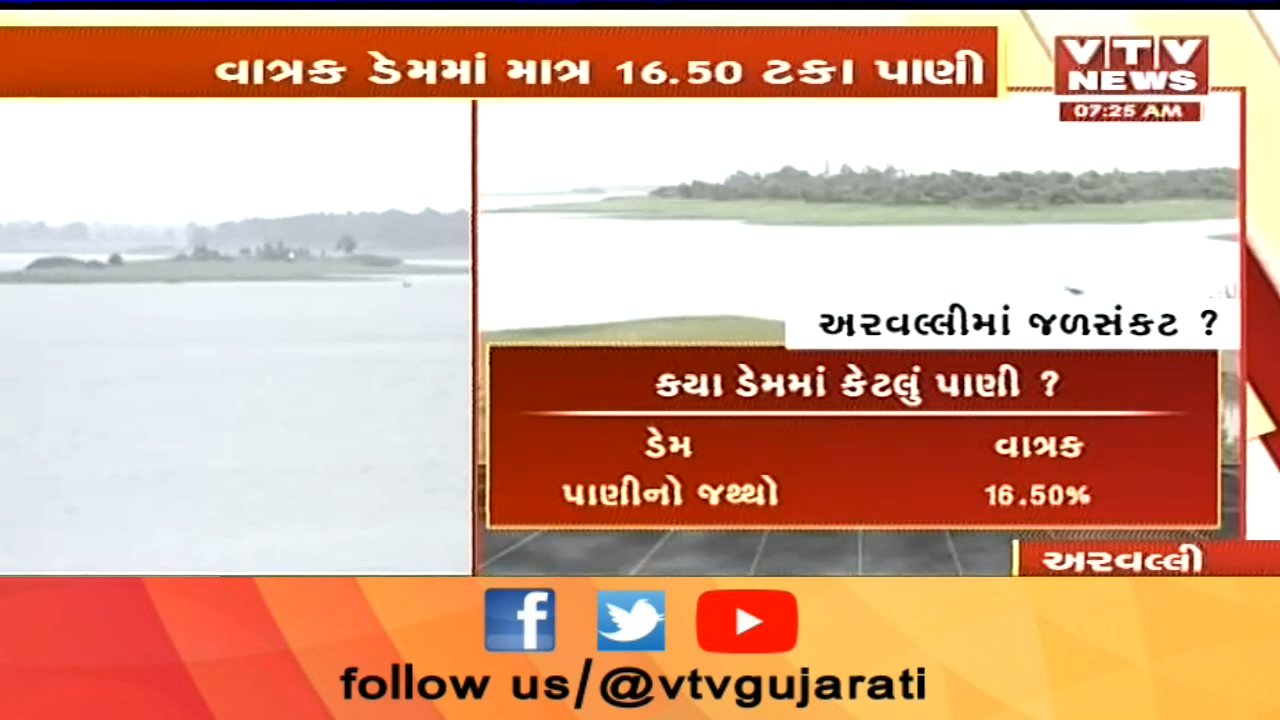 વાત્રક ડેમમાં માત્ર 16.50 ટકા પાણી
VTV
NEWS
07:25 AM
અરવલ્લીમાં જળસંકટ ?
કયા ડેમમાં કેટલું પાણી ?
ડેમ વાત્રક
પાણીનો જથ્થો 16.50%
અરવલ્લી
follow us/@vtvgujarati